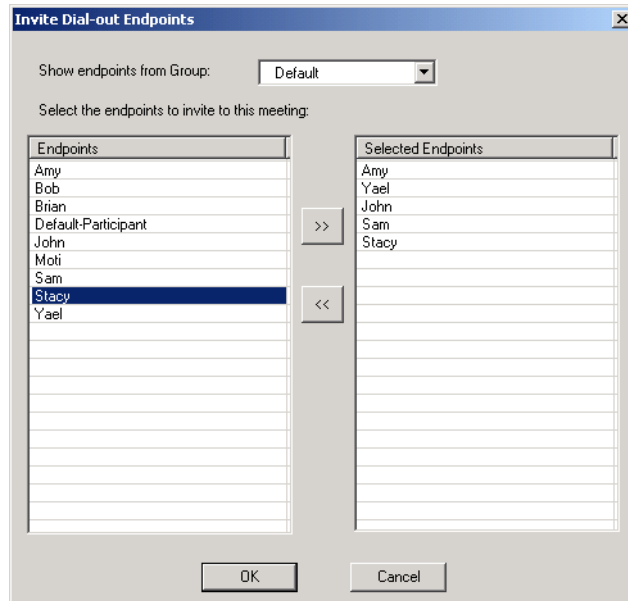 Invite Dial-out Endpoints
Show endpoints from Group:
Default
Select the endpoints to invite to this meeting:
Endpoints
Amy
Bob
Brian
Default-Participant
John
Moti
Sam
Stacy
Yael
>>
<<
Selected Endpoints
Amy
Yael
John
Sam
Stacy
OK
Cancel